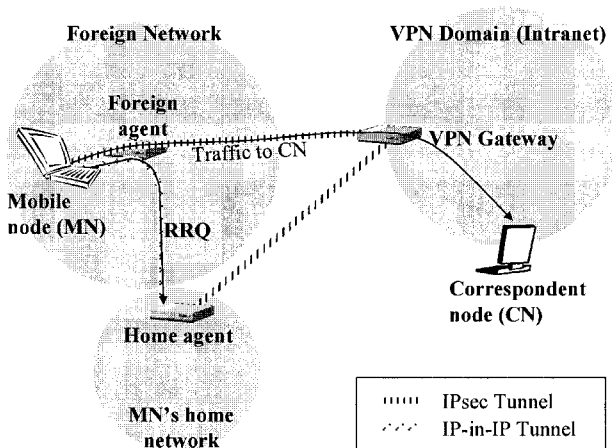 Foreign Network
VPN Domain (Intranet)
Foreign
agent
Traffic to CN
VPN Gateway
Mobile
node (MN)
RRQ
Correspondent
node (CN)
Home agent
MN's home
network
IPsec Tunnel
IP-in-IP Tunnel